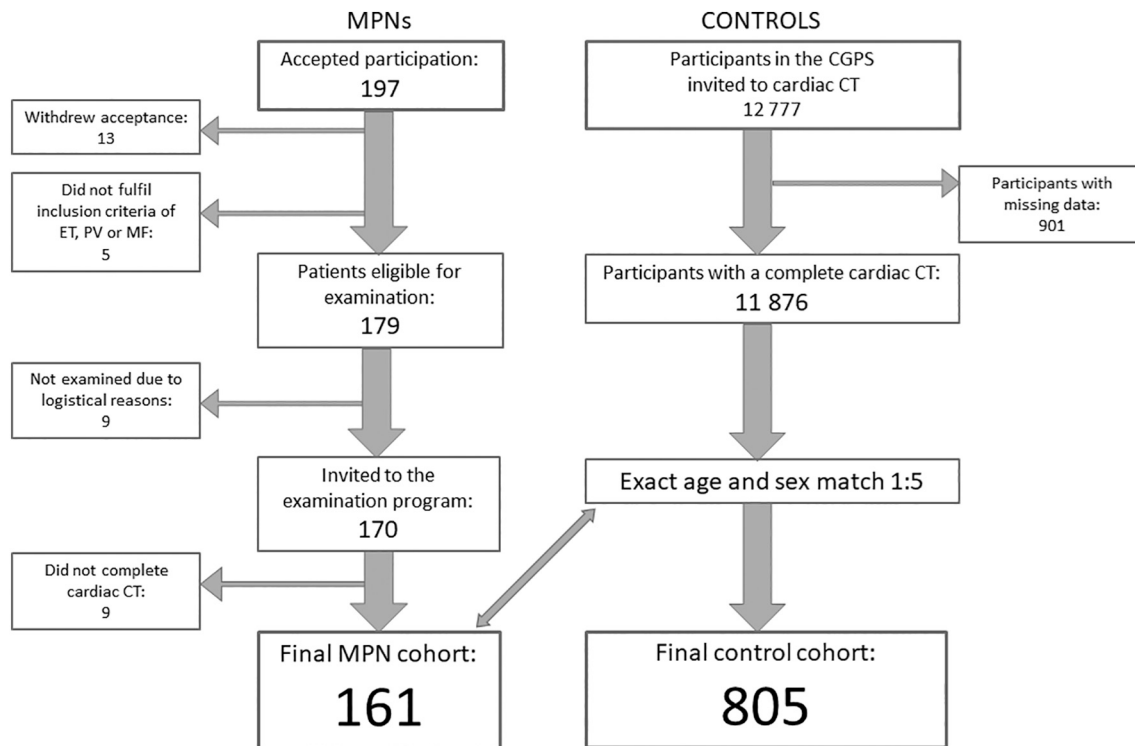 MPNs
Accepted participation:
197
Withdrew acceptance:
13
Did not fulfil
inclusion criteria of
ET, PV or MF:
5
Patients eligible for
examination:
179
Not examined due to
logistical reasons:
9
Invited to the
examination program:
170
Did not complete
cardiac CT:
9
Final MPN cohort:
161
CONTROLS
Participants in the CGPS
invited to cardiac CT
12 777
Participants with
missing data:
901
Participants with a complete cardiac CT:
11 876
Exact age and sex match 1:5
Final control cohort:
805